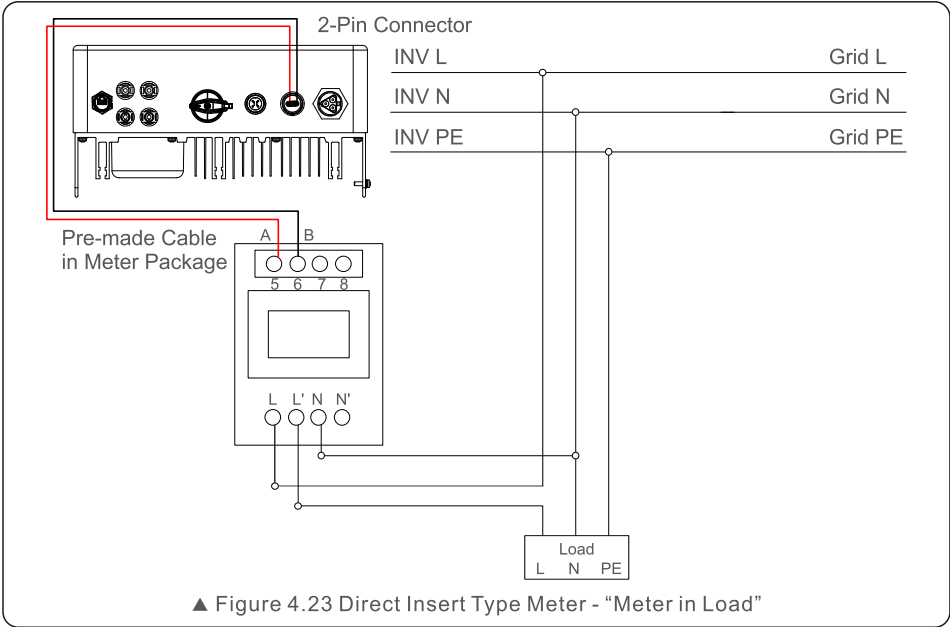 2-Pin Connector
INV L Grid L
INV N Grid N
INV PE Grid PE
Pre-made Cable
in Meter Package
A B
5 6 7 8
L L' N N'
Load
L N PE
▲ Figure 4.23 Direct Insert Type Meter - “Meter in Load”